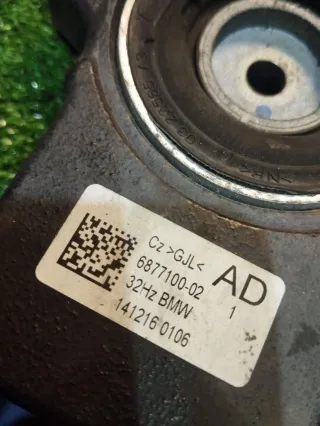 Cz >GJL<
6877100-02
32Hz BMW
141216 0106
AD
1